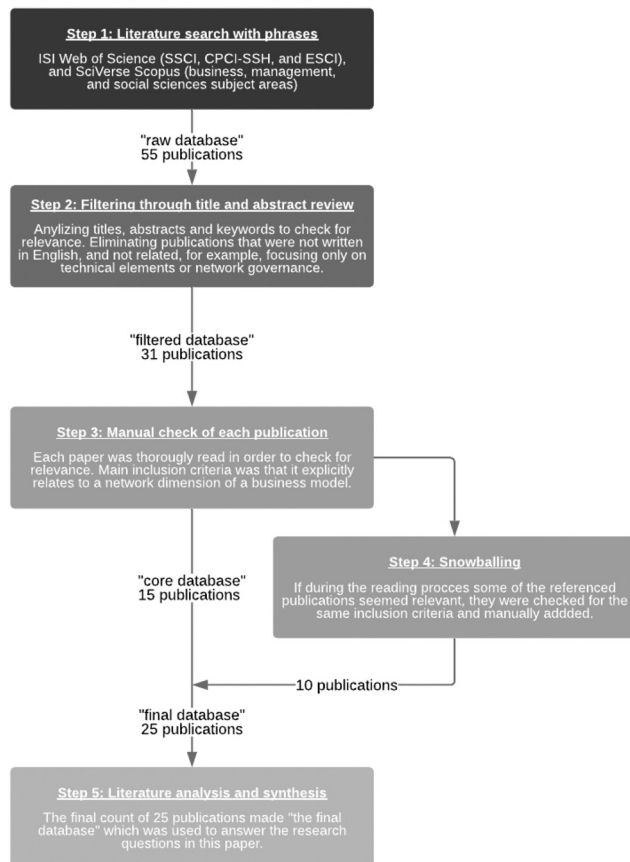 Step 1: Literature search with phrases
ISI Web of Science (SSCI, CPCI-SSH, and ESCI),
and SciVerse Scopus (business, management,
and social sciences subject areas)
"raw database"
55 publications
Step 2: Filtering through title and abstract review
Anylizing titles, abstracts and keywords to check for
relevance. Eliminating publications that were not written
in English, and not related, for example, focusing only on
technical elements or network governance.
"filtered database"
31 publications
Step 3: Manual check of each publication
Each paper was thorougly read in order to check for
relevance. Main inclusion criteria was that it explicitly
relates to a network dimension of a business model.
Step 4: Snowballing
If during the reading procces some of the referenced
publications seemed relevant, they were checked for the
same inclusion criteria and manually addded.
"core database"
15 publications
10 publications
"final database"
25 publications
Step 5: Literature analysis and synthesis
The final count of 25 publications made "the final
database" which was used to answer the research
questions in this paper.